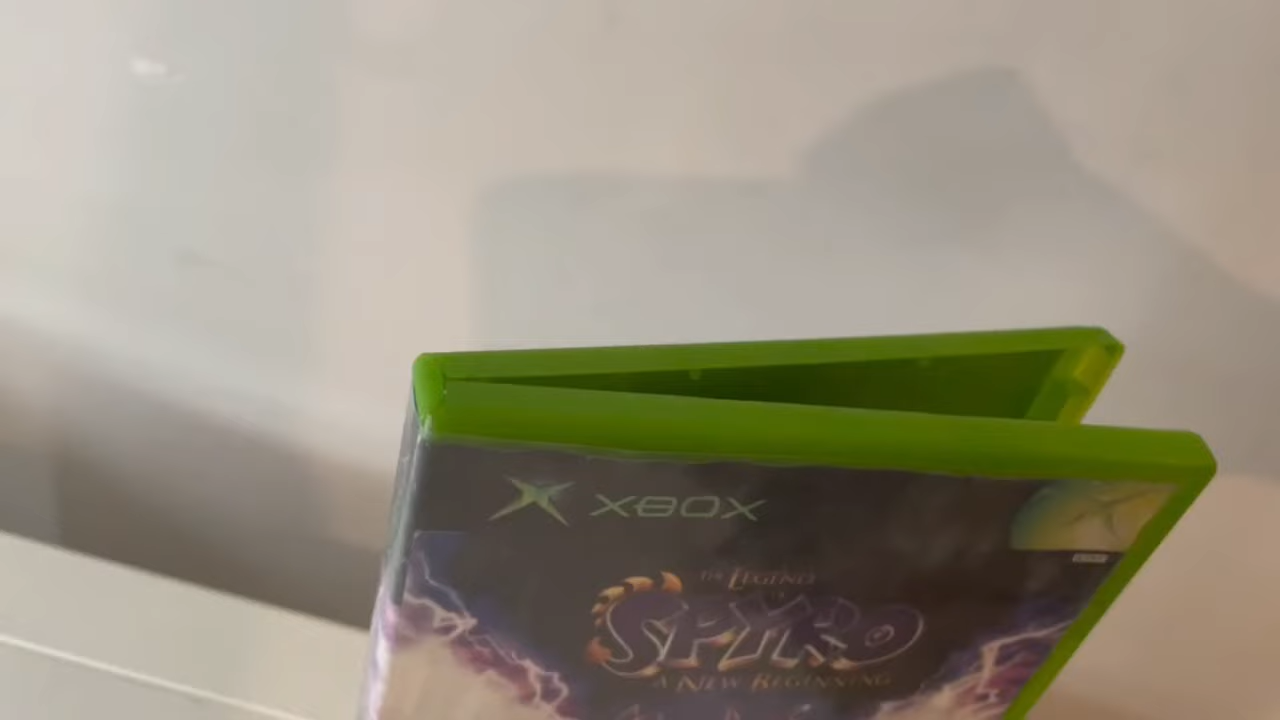 XBOX
THE LEGEND
OF
SPYRO
A NEW BEGINNING